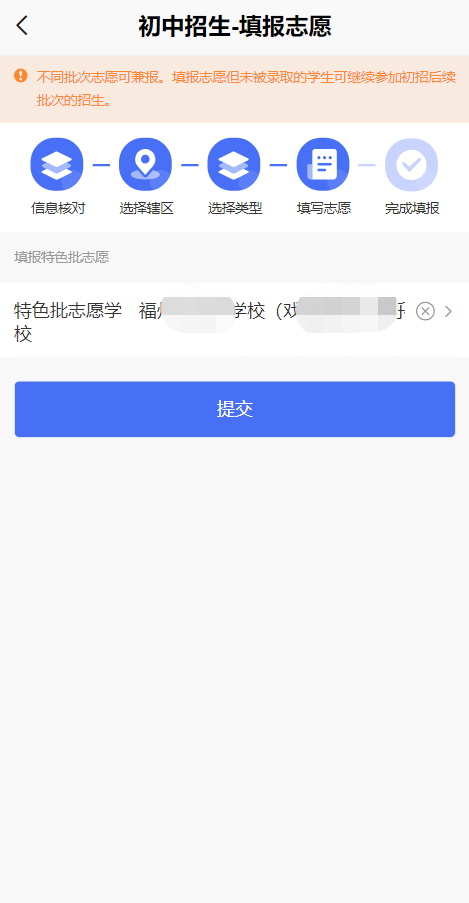 初中招生-填报志愿
不同批次志愿可兼报。填报志愿但未被录取的学生可继续参加初招后续
批次的招生。
信息核对 选择辖区 选择类型 填写志愿 完成填报
填报特色批志愿
特色批志愿学 福 学校（戏
校
提交